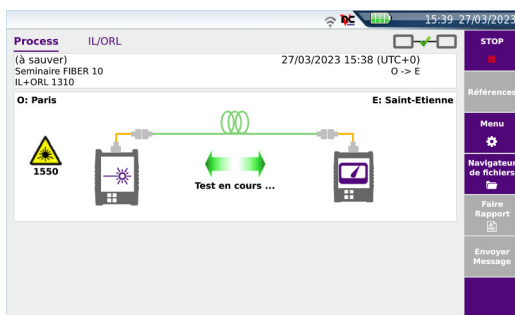 15:39 27/03/2023
Process IL/ORL
STOP
(à sauver) 27/03/2023 15:38 (UTC+0)
Seminaire FIBER 10 O -> E
IL+ORL 1310
Références
O: Paris E: Saint-Etienne
Menu
1550
Test en cours ...
Navigateur
de fichiers
Faire
Rapport
Envoyer
Message